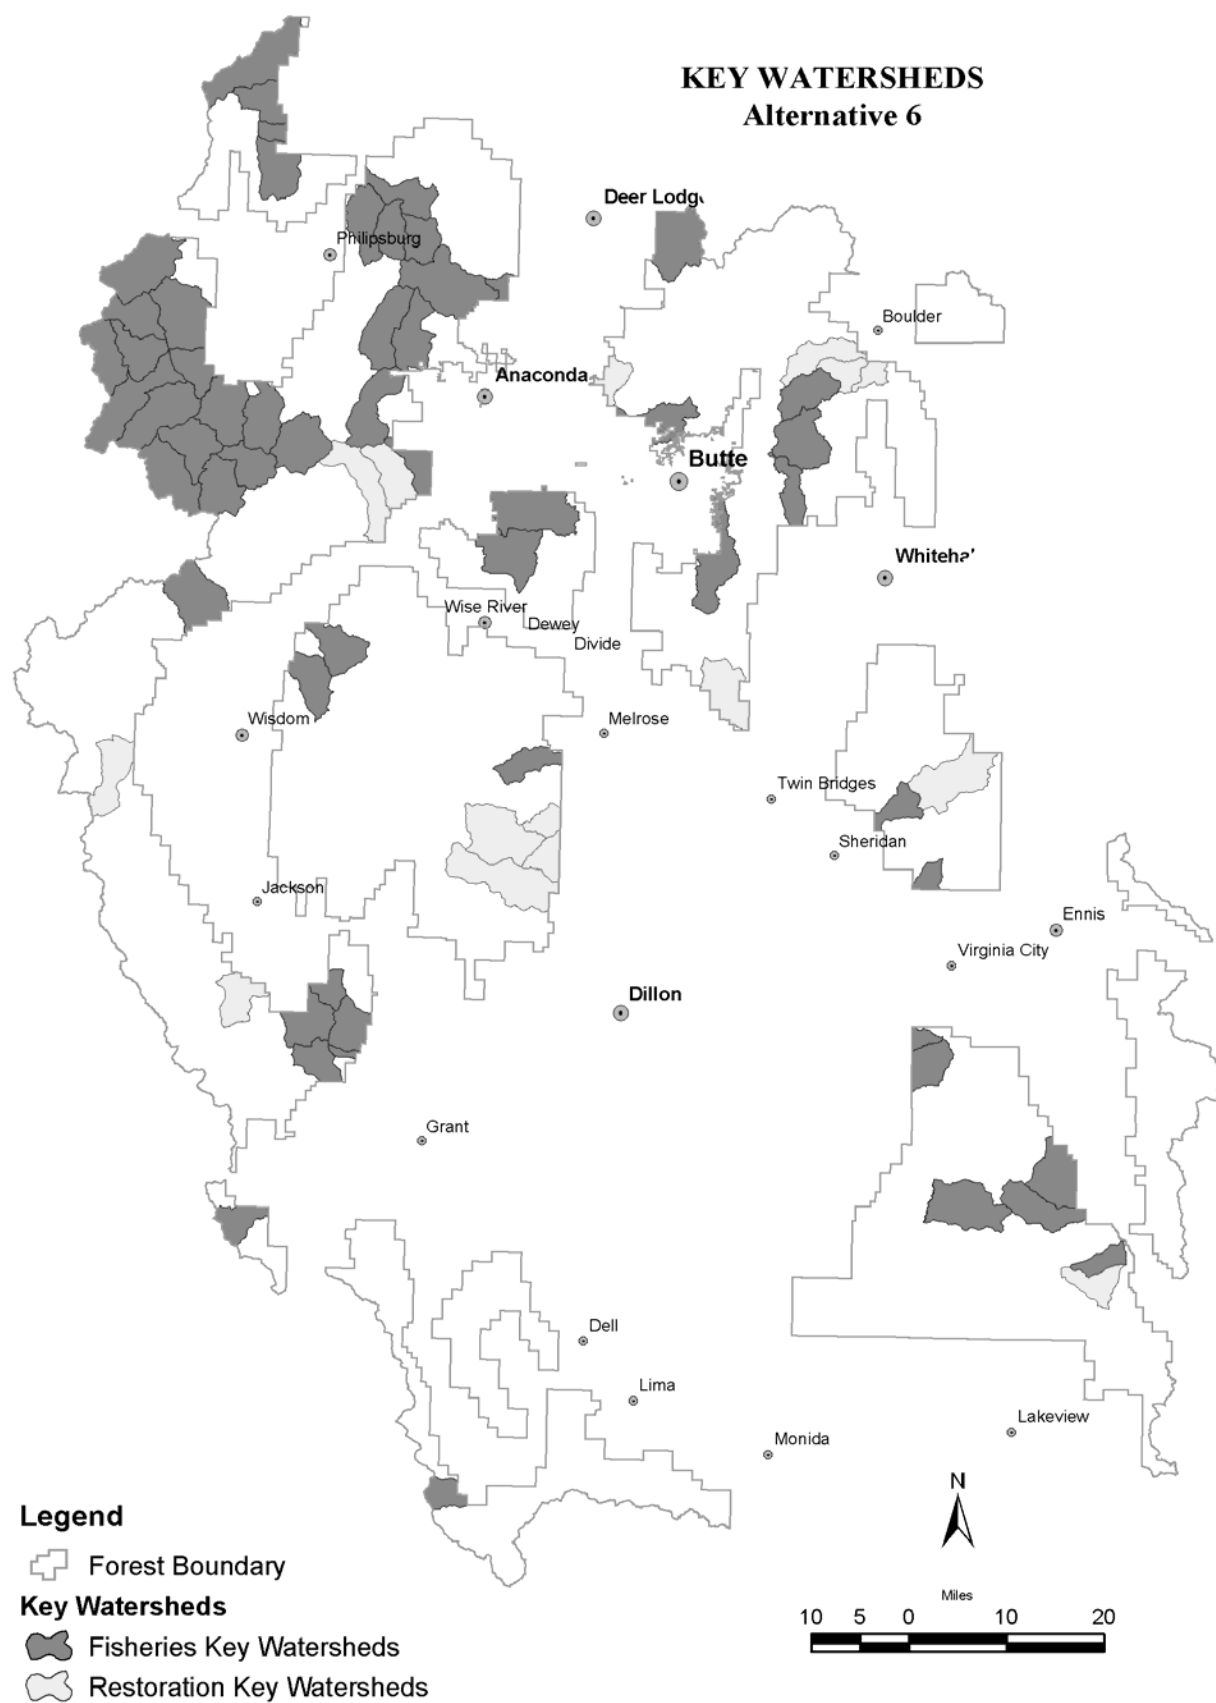 KEY WATERSHEDS
Alternative 6
Deer Lodg
Philipsburg
Boulder
Anaconda
Butte
Whiteha
Wise River
Dewey
Divide
Wisdom
Melrose
Twin Bridges
Sheridan
Jackson
Ennis
Virginia City
Dillon
Grant
Dell
Lima
Lakeview
Monida
N
Legend
Forest Boundary
Key Watersheds
Fisheries Key Watersheds
Restoration Key Watersheds
Miles
10 5 0 10 20